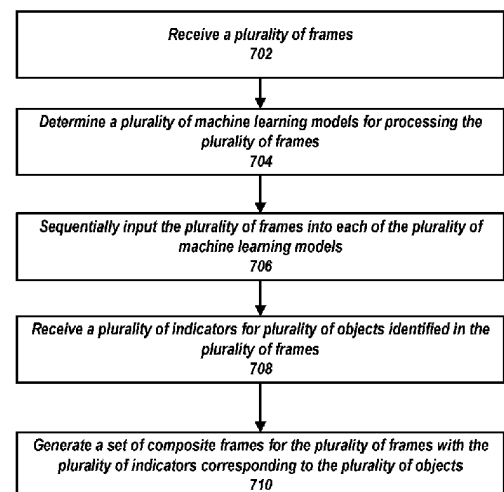 Receive a plurality of frames
702
Determine a plurality of machine learning models for processing the
plurality of frames
704
Sequentially input the plurality of frames into each of the plurality of
machine learning models
706
Receive a plurality of indicators for plurality of objects identified in the
plurality of frames
708
Generate a set of composite frames for the plurality of frames with the
plurality of indicators corresponding to the plurality of objects
710